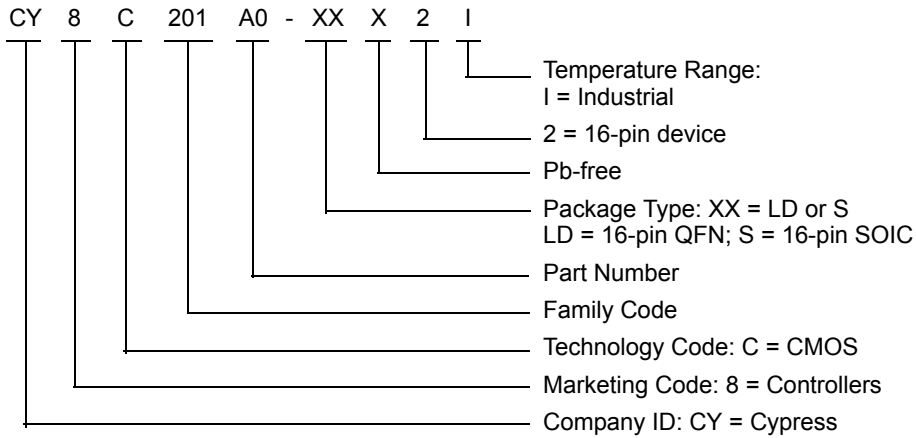 CY 8 C 201 A0 - XX X 2 I
Temperature Range:
I = Industrial
2 = 16-pin device
Pb-free
Package Type: XX = LD or S
LD = 16-pin QFN; S = 16-pin SOIC
Part Number
Family Code
Technology Code: C = CMOS
Marketing Code: 8 = Controllers
Company ID: CY = Cypress